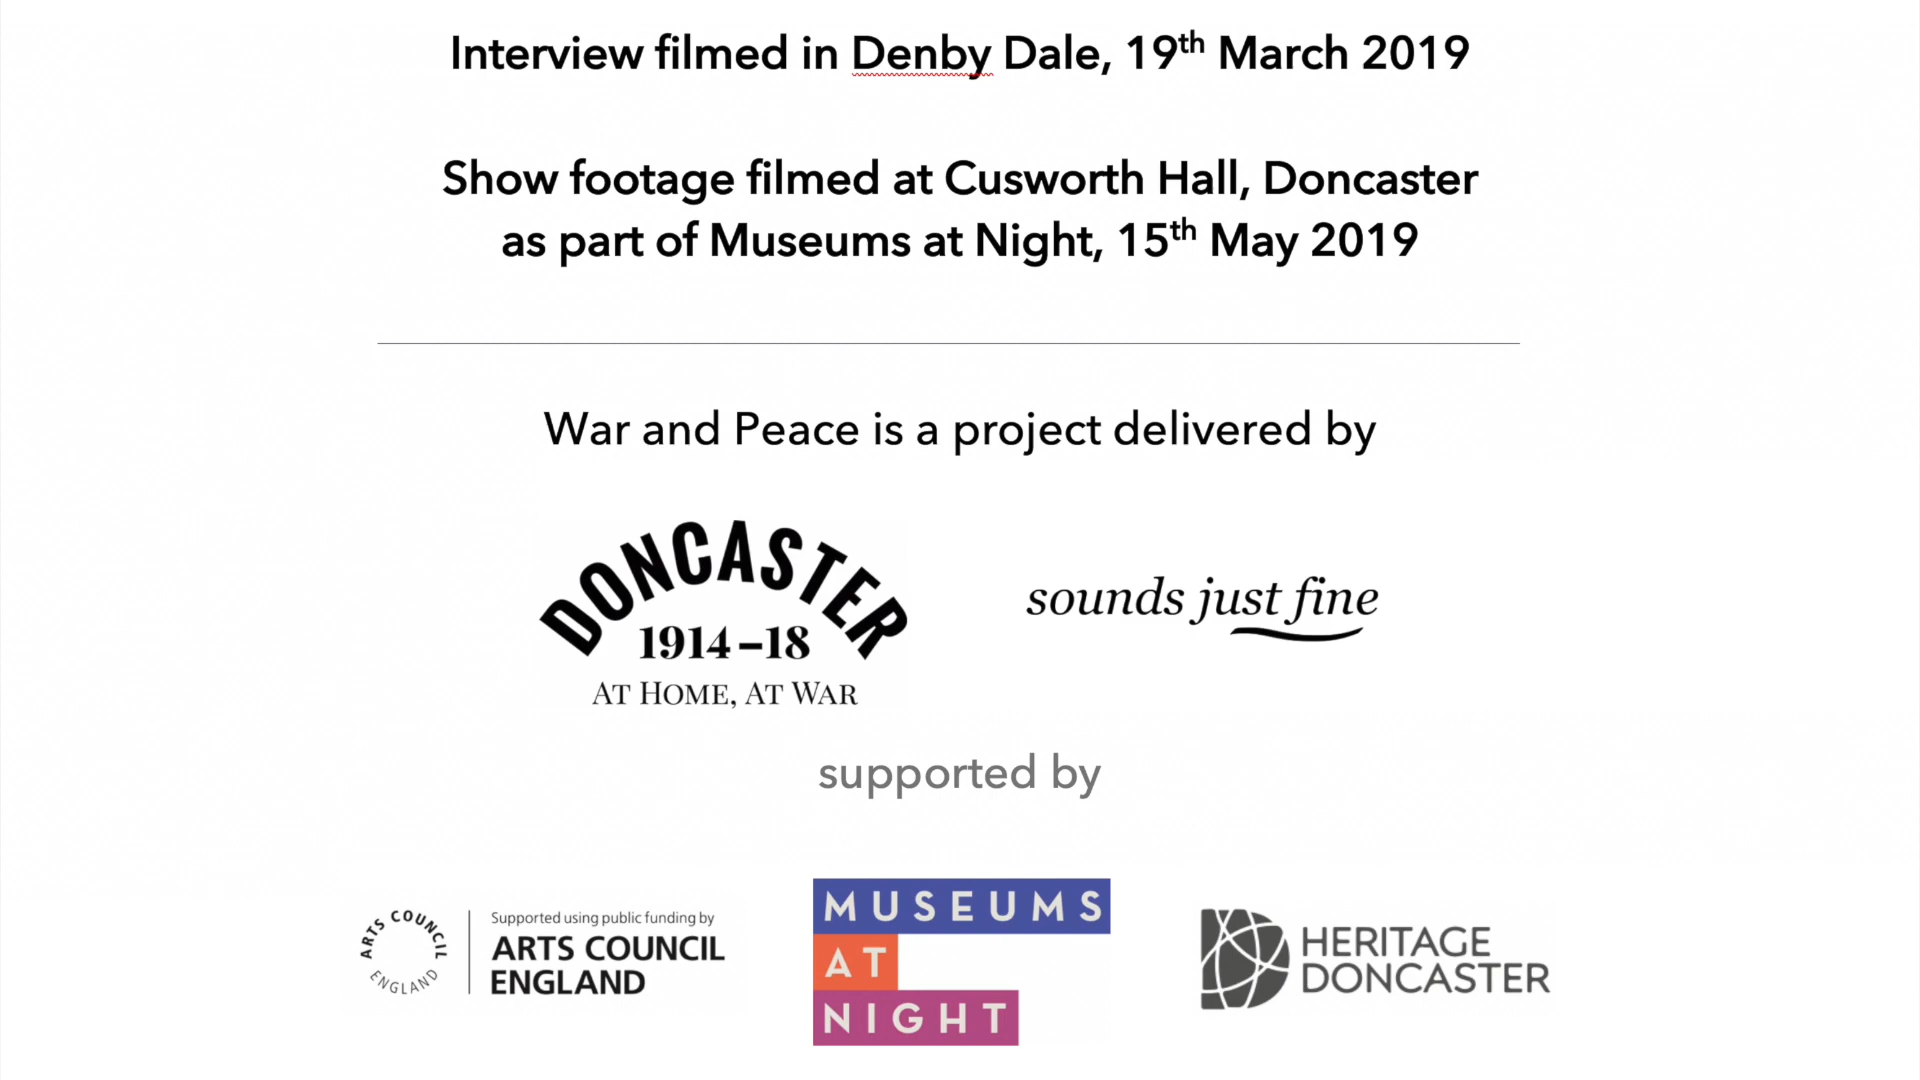 Interview filmed in Denby Dale, 19th March 2019
Show footage filmed at Cusworth Hall, Doncaster
as part of Museums at Night, 15th May 2019
War and Peace is a project delivered by
DONCASTER
1914–18
AT HOME, AT WAR
sounds just fine
supported by
ARTS COUNCIL
ENGLAND
Supported using public funding by
ARTS COUNCIL
ENGLAND
MUSEUMS
AT
NIGHT
HERITAGE
DONCASTER